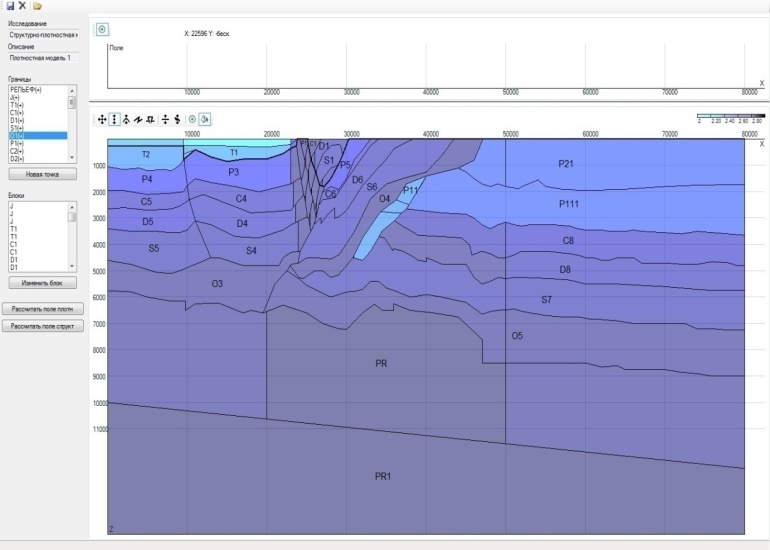 Исследование
Структурно-плотностная м
Описание
Плотностная модель 1
Границы
РЕЛЬЕФ(+)
J(+)
T1(+)
C1(+)
D1(+)
S1(+)
O1(+)
P1(+)
C2(+)
D2(+)
Новая точка
Блоки
J
J
J
T1
T1
C1
C1
D1
D1
Изменить блок
Рассчитать поле плотн
Рассчитать поле структ
X: 22596 Y: -беск
Поле
X
10000 20000 30000 40000 50000 60000 70000 80000
2 2.20 2.40 2.60 2.80
10000 20000 30000 40000 50000 60000 70000 80000
X
1000
2000
3000
4000
5000
6000
7000
8000
9000
10000
11000
Z
T2 T1 C1 D1
P4 P3 S1 P5 P21
C5 C4 C6 D6 S6 O4 P11 P111
D5 D4
S5 S4 C8
O3 D8
S7
O5
PR
PR1